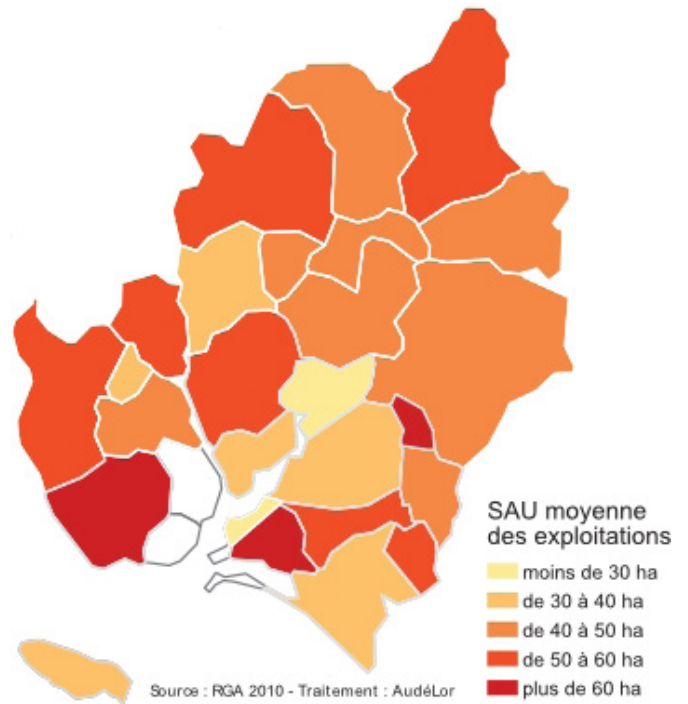 SAU moyenne
des exploitations
moins de 30 ha
de 30 à 40 ha
de 40 à 50 ha
de 50 à 60 ha
plus de 60 ha
Source : RGA 2010 - Traitement : AudéLor